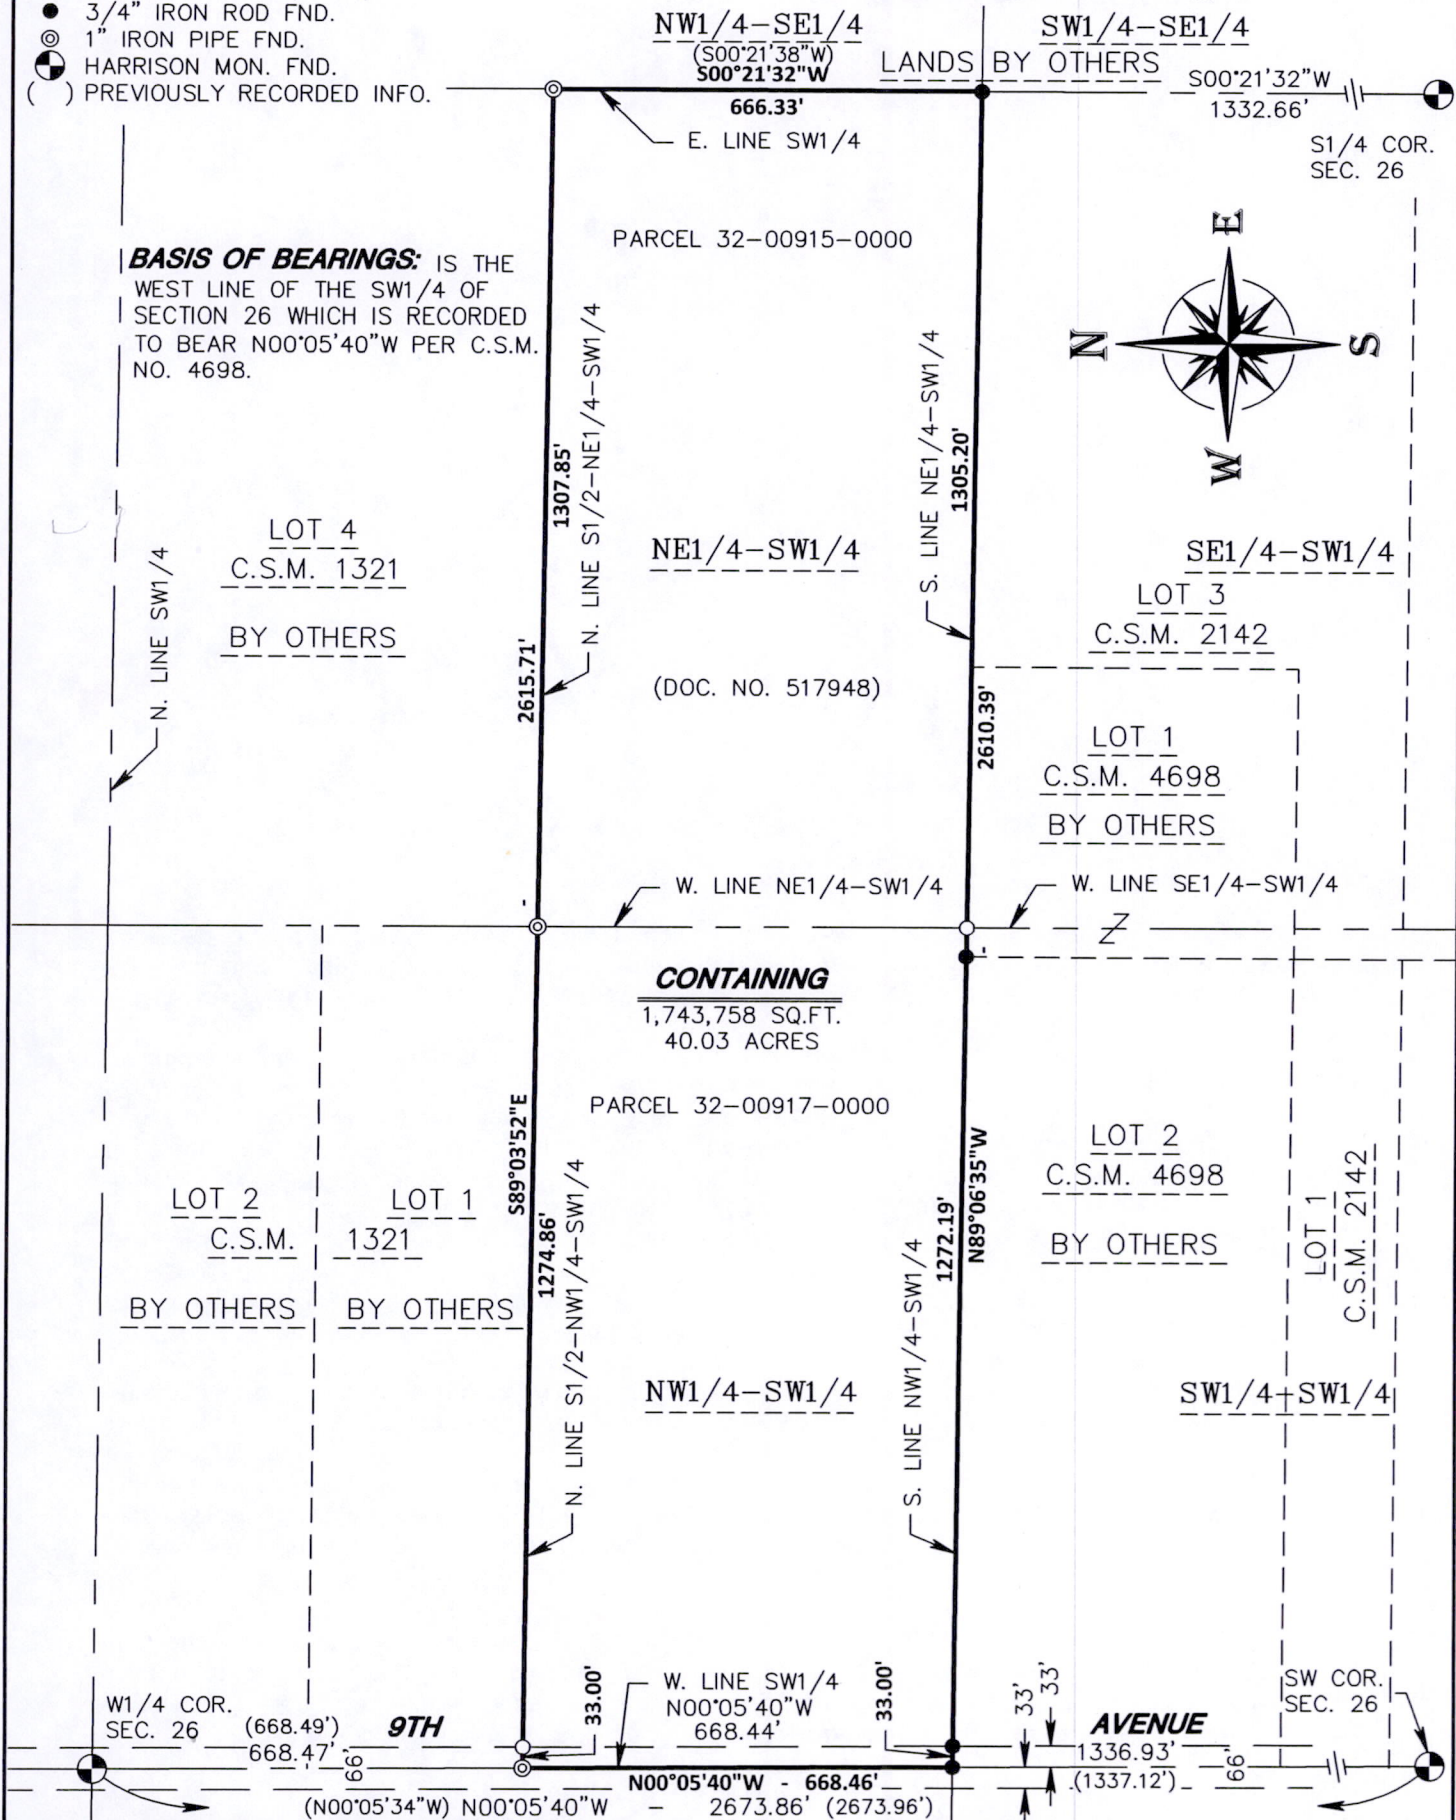 3/4" IRON ROD FND.
1" IRON PIPE FND.
HARRISON MON. FND.
( ) PREVIOUSLY RECORDED INFO.
NW1/4-SE1/4
(S00°21'38"W)
S00°21'32"W
666.33'
E. LINE SW1/4
SW1/4-SE1/4
LANDS BY OTHERS
S00°21'32"W
1332.66'
S1/4 COR.
SEC. 26
PARCEL 32-00915-0000
BASIS OF BEARINGS: IS THE
WEST LINE OF THE SW1/4 OF
SECTION 26 WHICH IS RECORDED
TO BEAR N00°05'40"W PER C.S.M.
NO. 4698.
E
N
S
W
1307.85'
N. LINE S1/2-NE1/4-SW1/4
2615.71'
S. LINE NE1/4-SW1/4
1305.20'
2610.39'
LOT 4
C.S.M. 1321
BY OTHERS
N. LINE SW1/4
NE1/4-SW1/4
(DOC. NO. 517948)
SE1/4-SW1/4
LOT 3
C.S.M. 2142
LOT 1
C.S.M. 4698
BY OTHERS
W. LINE NE1/4-SW1/4
W. LINE SE1/4-SW1/4
Z
CONTAINING
1,743,758 SQ.FT.
40.03 ACRES
PARCEL 32-00917-0000
S89°03'52"E
1274.86'
N. LINE S1/2-NW1/4-SW1/4
1272.19'
N89°06'35"W
S. LINE NW1/4-SW1/4
LOT 2
C.S.M.
BY OTHERS
LOT 1
1321
BY OTHERS
LOT 2
C.S.M. 4698
BY OTHERS
LOT 1
C.S.M. 2142
NW1/4-SW1/4
SW1/4-SW1/4
W1/4 COR.
SEC. 26
(668.49')
668.47'
9TH
66'
33.00'
W. LINE SW1/4
N00°05'40"W
668.44'
33.00'
33'
33'
AVENUE
1336.93'
(1337.12')
66'
SW COR.
SEC. 26
N00°05'40"W - 668.46'
(N00°05'34"W) N00°05'40"W - 2673.86' (2673.96')